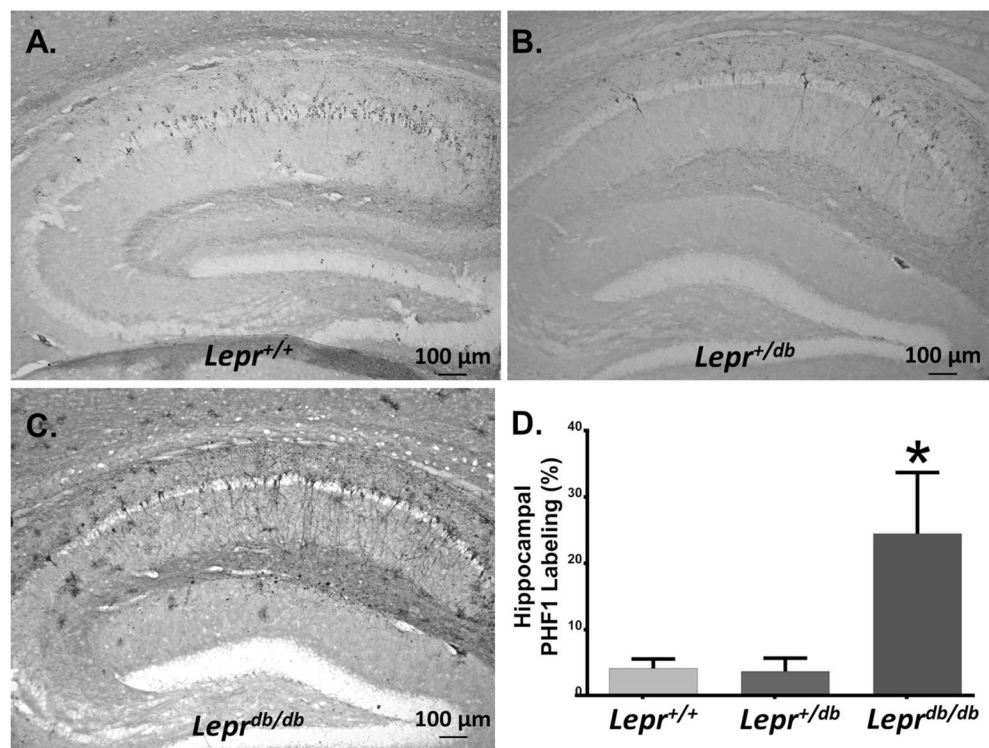 A.
Lepr+/+
100 μm
B.
Lepr+/db
100 μm
C.
Lepr db/db
100 μm
D.
Hippocampal
PHF1 Labeling (%)
40
30
20
10
0
*
Lepr+/+ Lepr+/db Lepr db/db